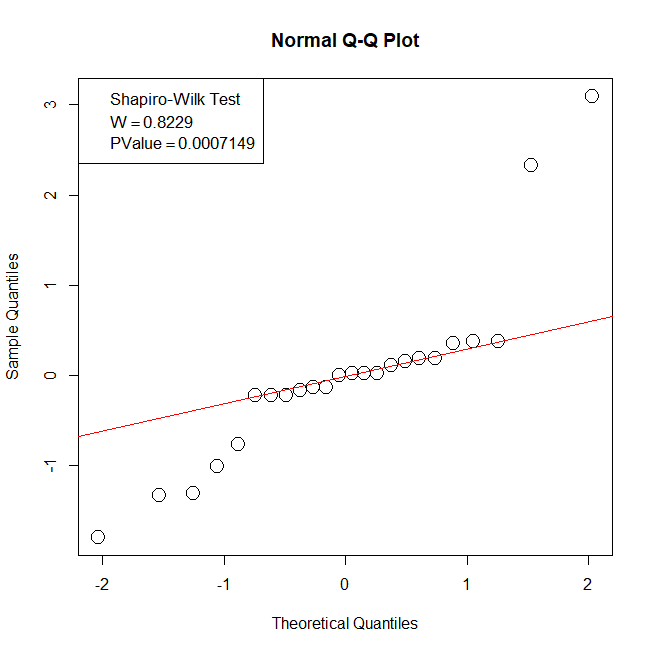 Normal Q-Q Plot
Shapiro-Wilk Test
W = 0.8229
PValue = 0.0007149
3
2
1
0
-1
Sample Quantiles
-2
-1
0
1
2
Theoretical Quantiles